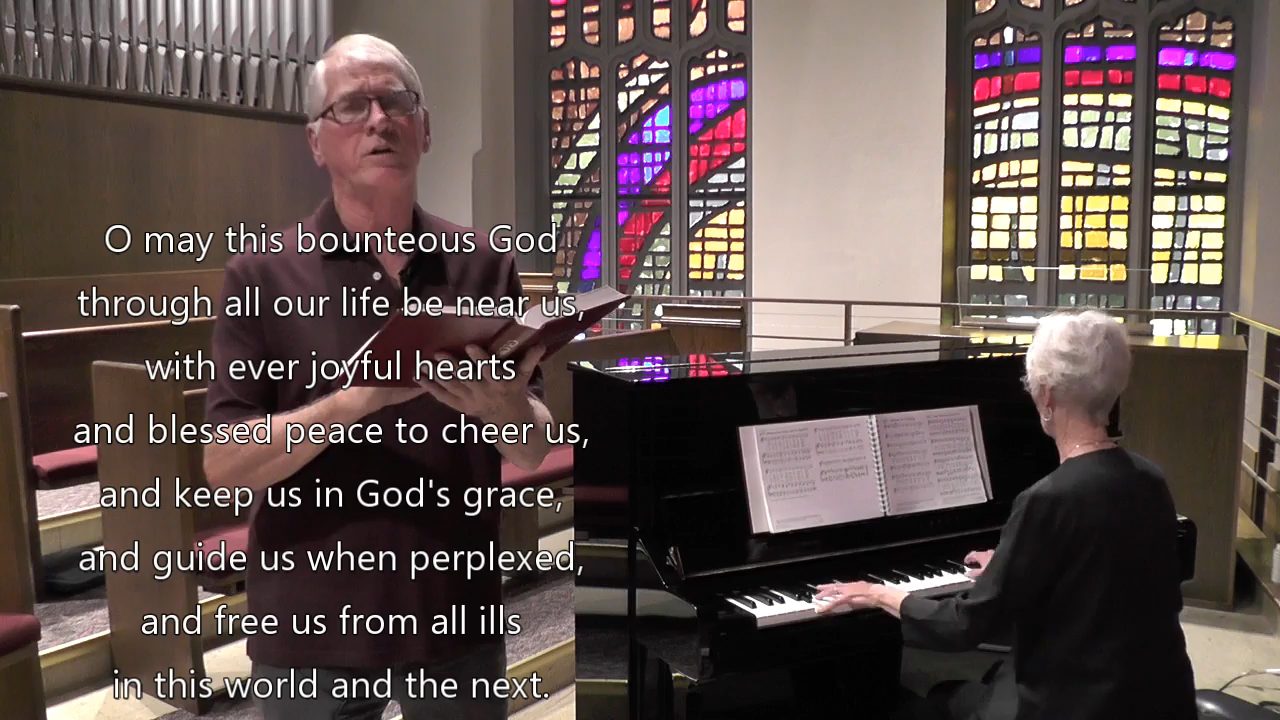 O may this bounteous God
through all our life be near us,
with ever joyful hearts
and blessed peace to cheer us,
and keep us in God's grace,
and guide us when perplexed,
and free us from all ills
in this world and the next.